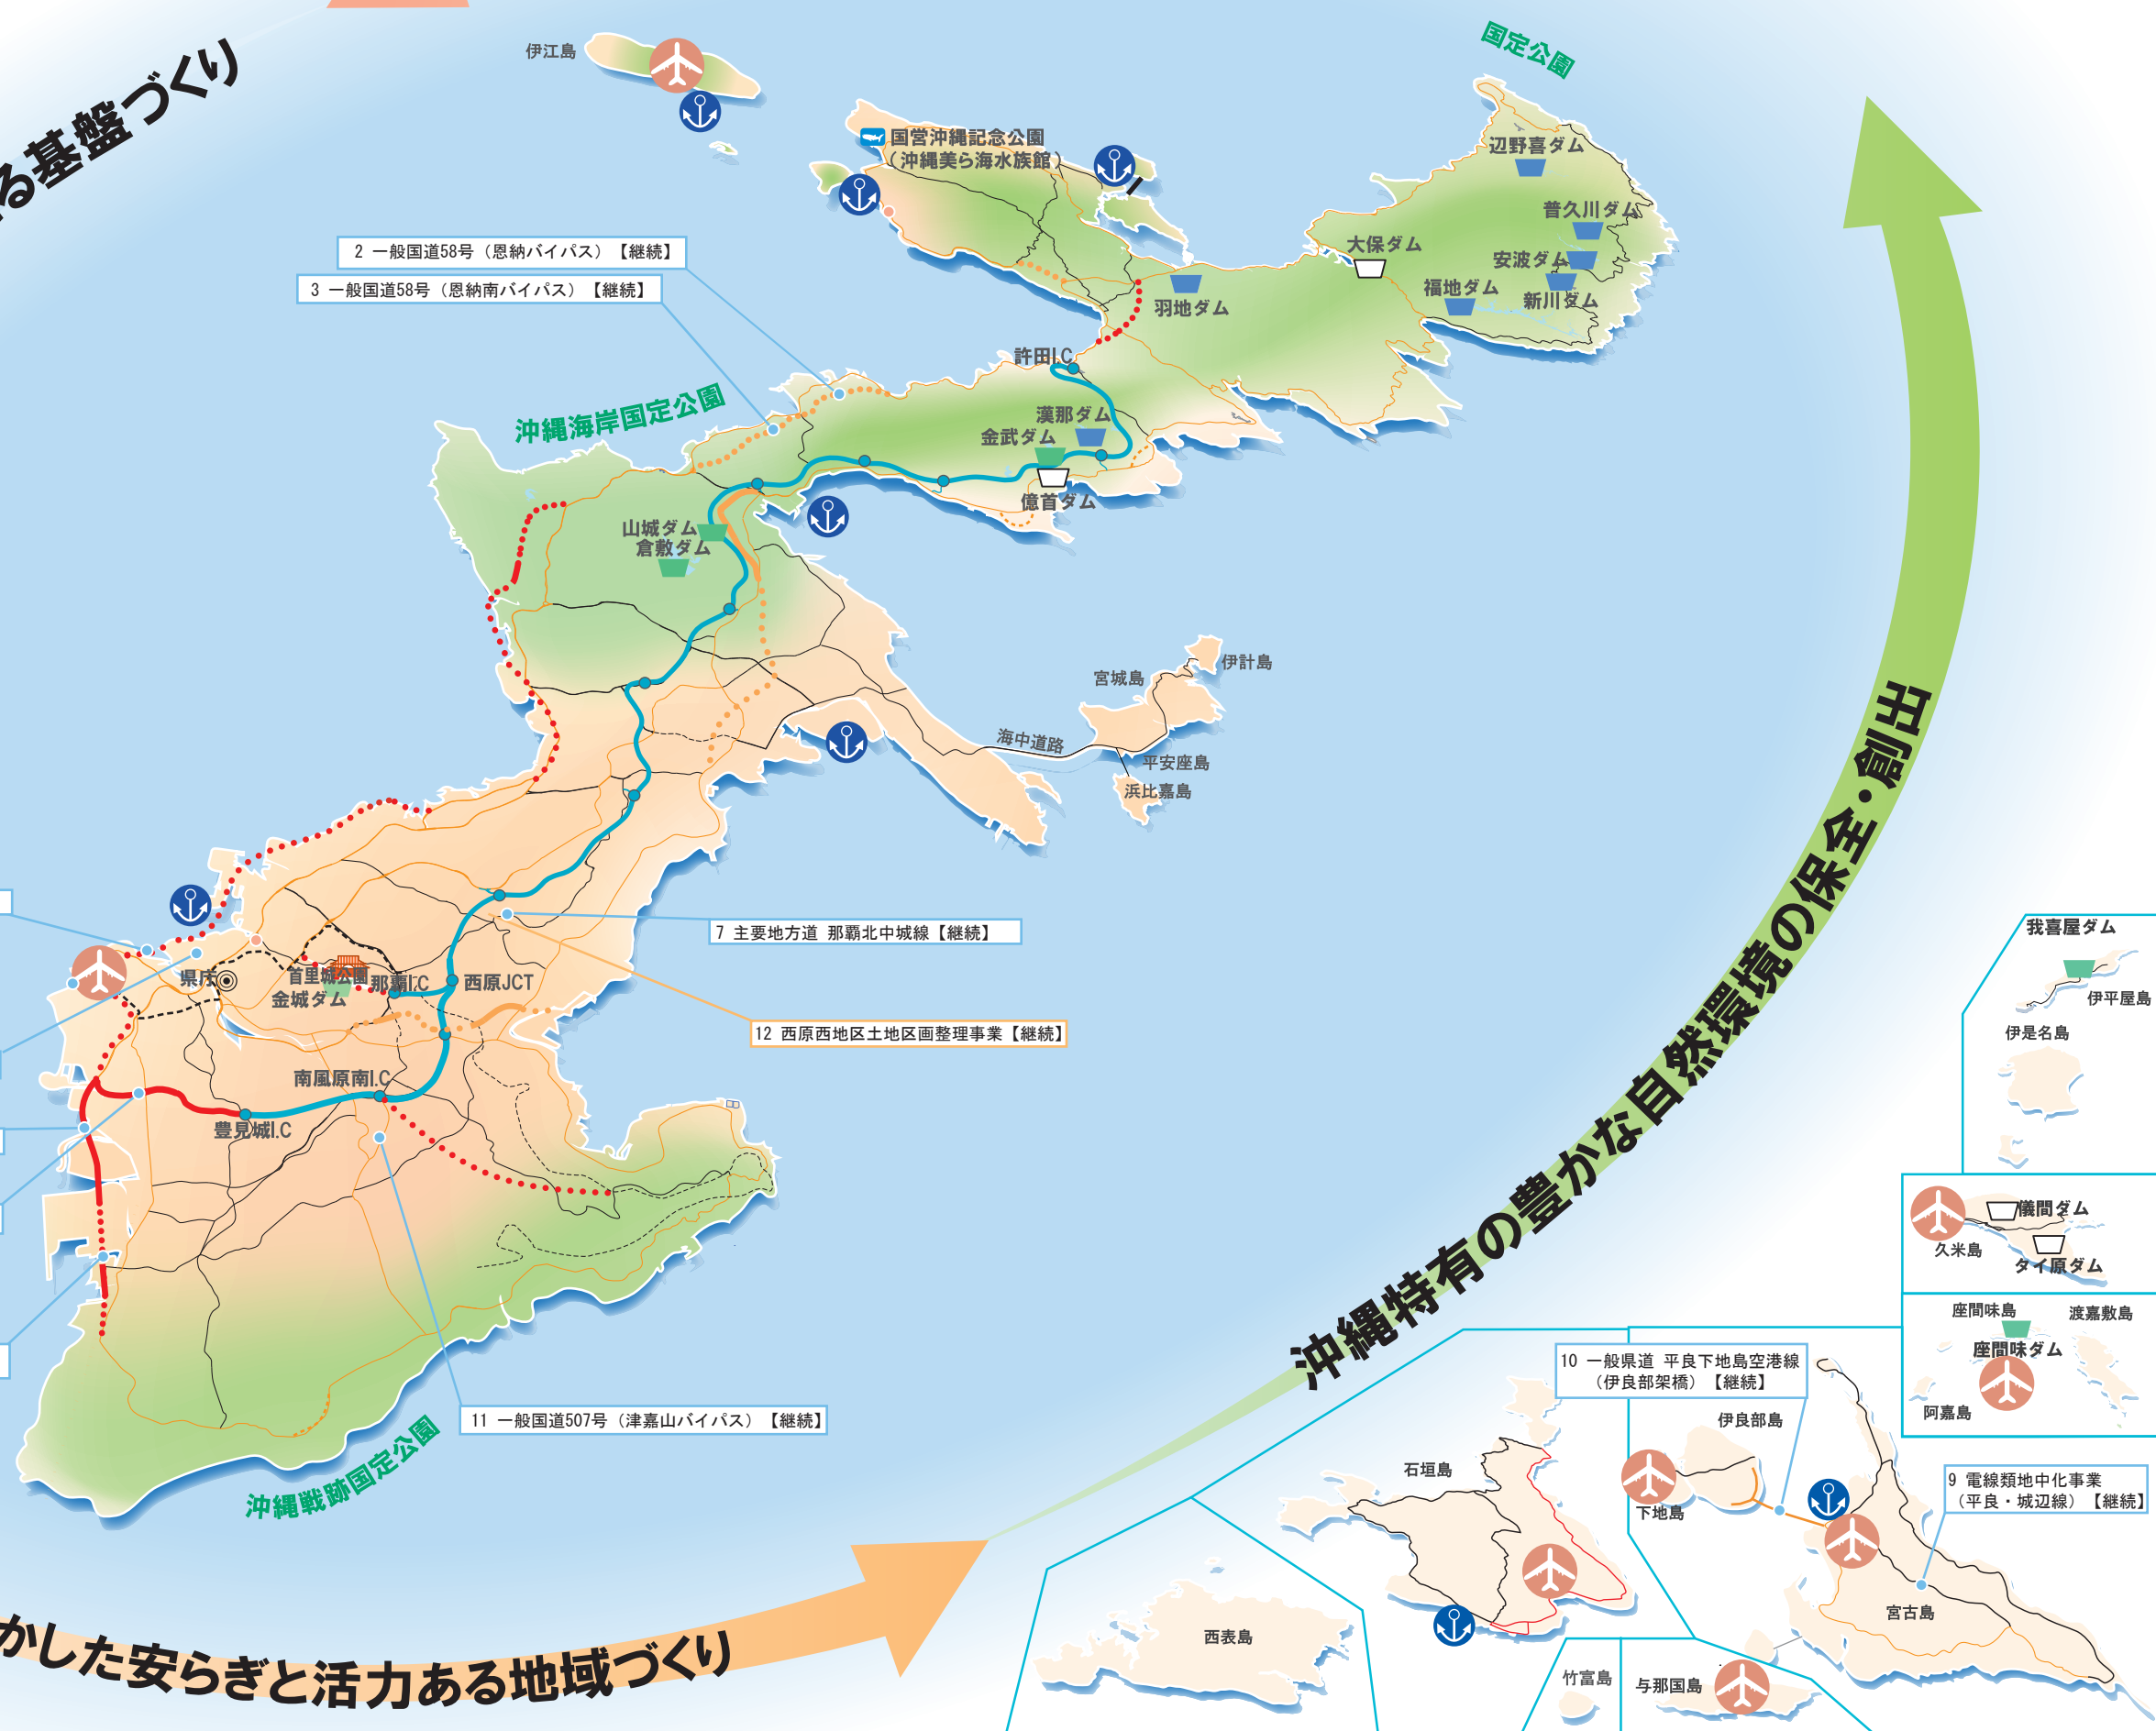 る基盤づくり
伊江島
国定公園
国営沖縄記念公園
（沖縄美ら海水族館）
辺野喜ダム
普久川ダム
安波ダム
新川ダム
福地ダム
大保ダム
羽地ダム
2 一般国道58号（恩納バイパス）【継続】
3 一般国道58号（恩納南バイパス）【継続】
許田I.C
沖縄海岸国定公園
漢那ダム
金武ダム
億首ダム
山城ダム
倉敷ダム
伊計島
宮城島
海中道路
平安座島
浜比嘉島
7 主要地方道 那覇北中城線【継続】
県庁
首里城公園
金城ダム
那覇I.C
西原JCT
12 西原西地区土地区画整理事業【継続】
南風原南I.C
豊見城I.C
11 一般国道507号（津嘉山バイパス）【継続】
沖縄戦跡国定公園
沖縄特有の豊かな自然環境の保全・創出
かした安らぎと活力ある地域づくり
我喜屋ダム
伊平屋島
伊是名島
儀間ダム
久米島
タイ原ダム
座間味島
渡嘉敷島
座間味ダム
阿嘉島
10 一般県道 平良下地島空港線
（伊良部架橋）【継続】
伊良部島
下地島
9 電線類地中化事業
（平良・城辺線）【継続】
宮古島
石垣島
西表島
竹富島
与那国島